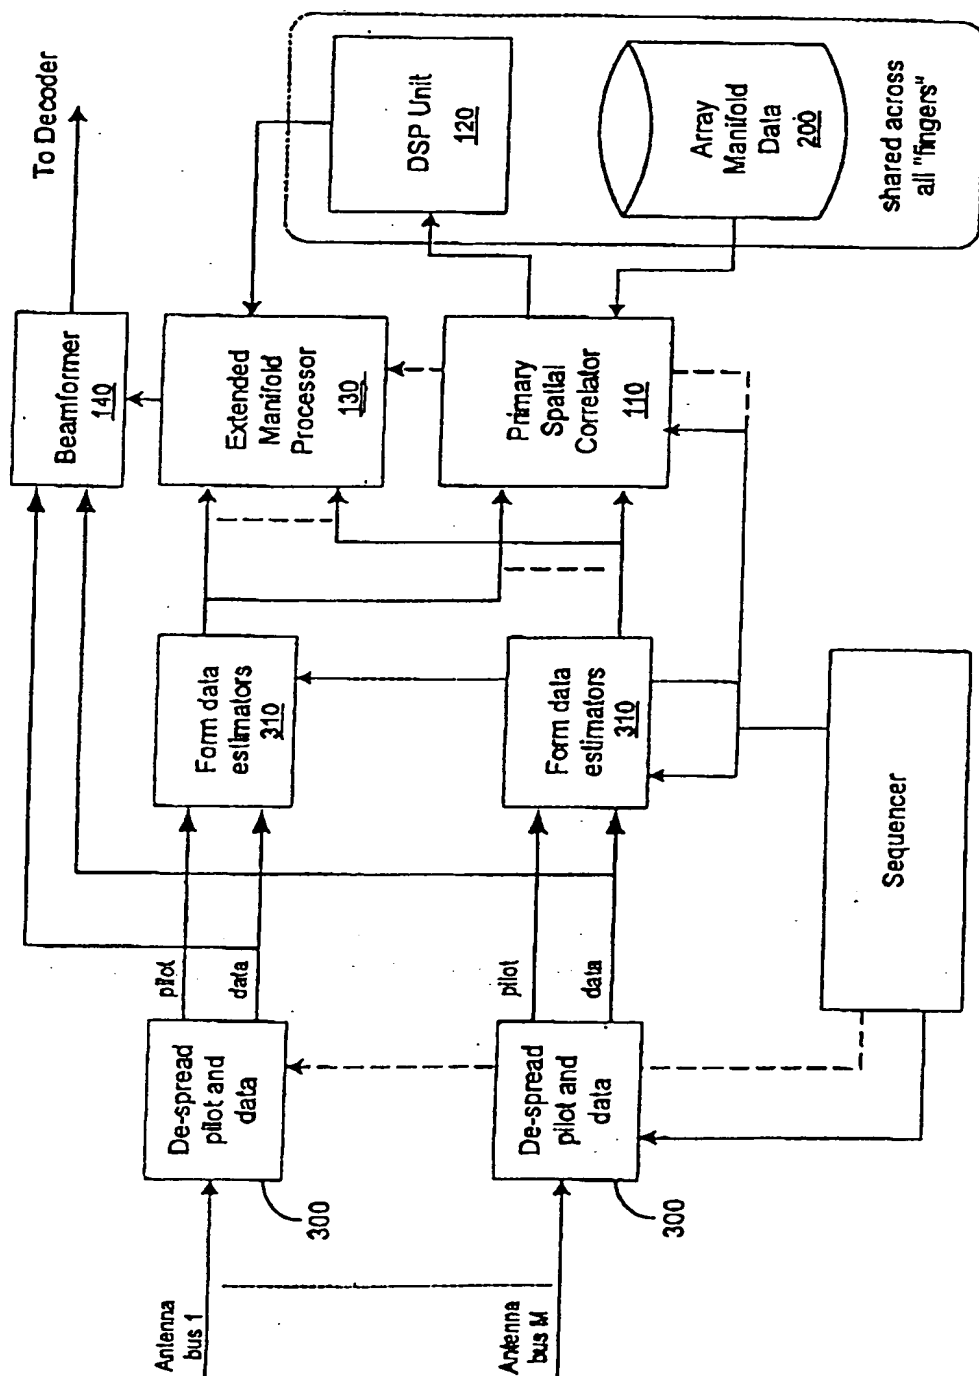 To Decoder
Beamformer
140
Extended
Manifold
Processor
130
DSP Unit
120
Primary
Spatial
Correlator
110
Array
Manifold
Data
200
shared across
all "fingers"
Form data
estimators
310
Form data
estimators
310
pilot
data
pilot
data
De-spread
pilot and
data
300
De-spread
pilot and
data
300
Sequencer
Antenna
bus 1
Antenna
bus M